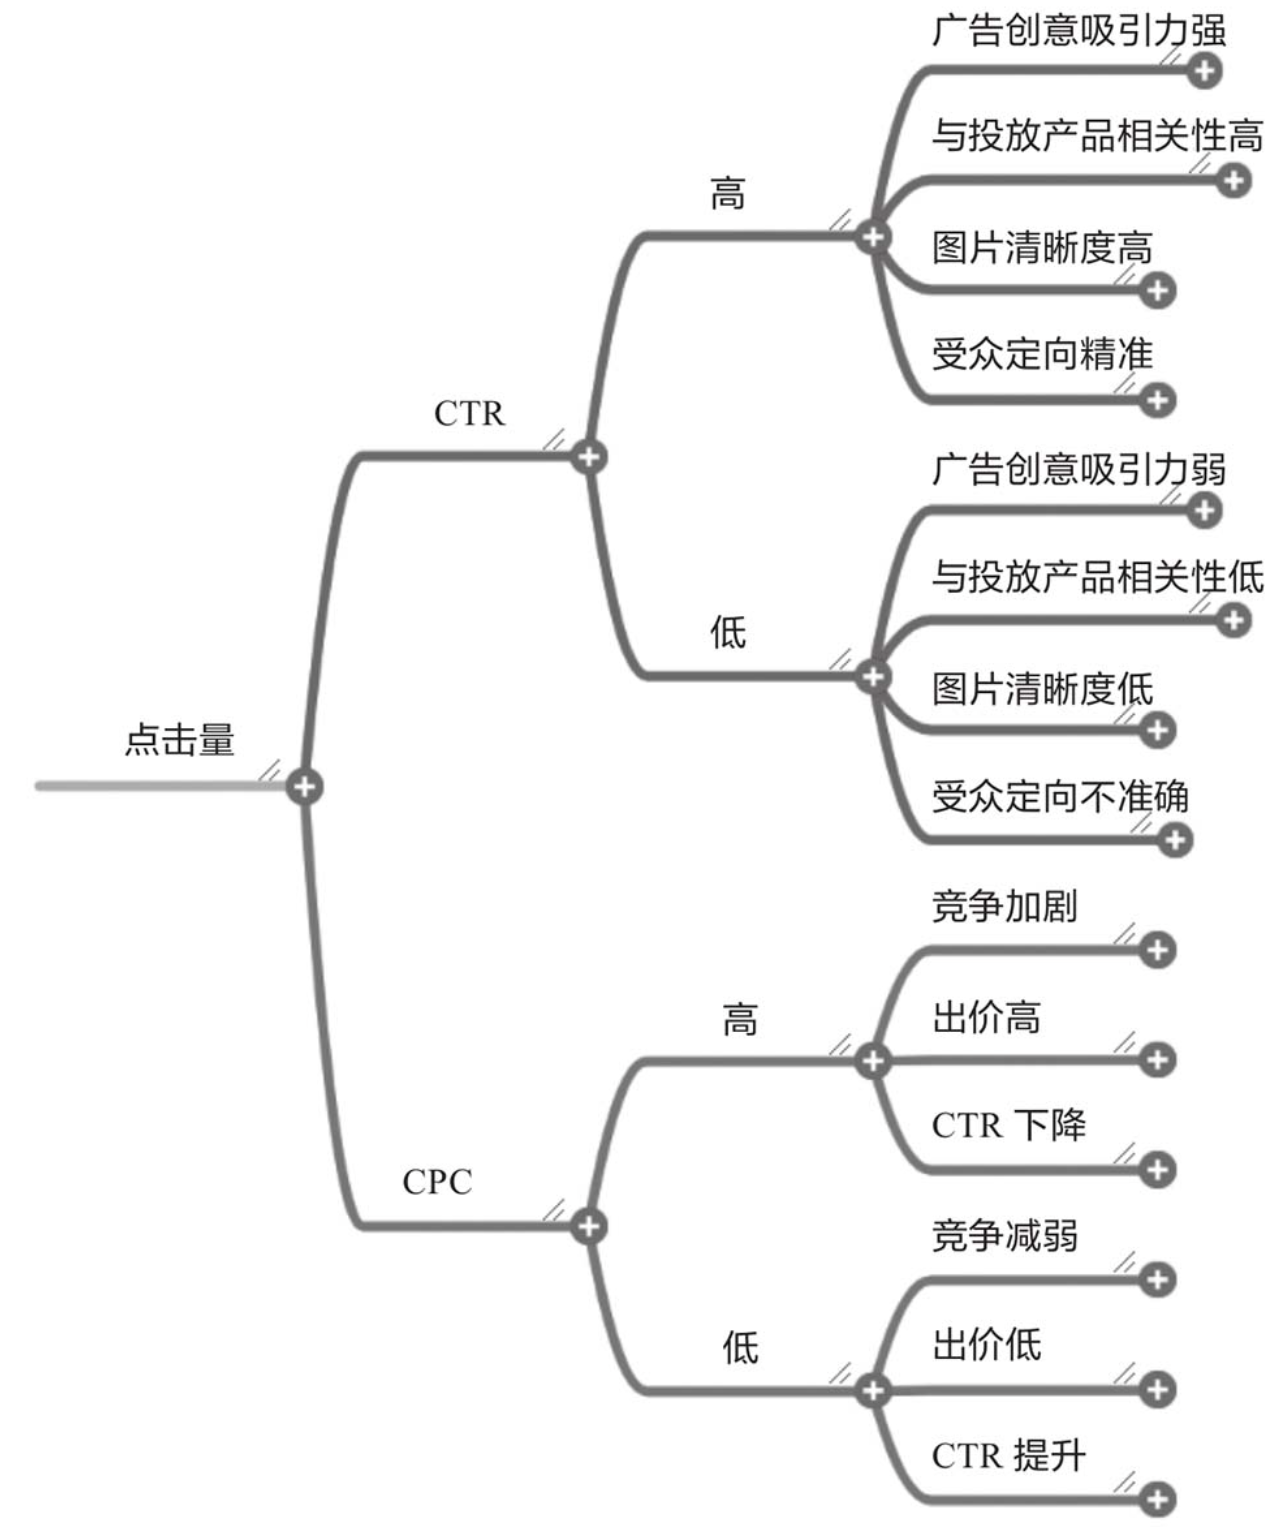 广告创意吸引力强
与投放产品相关性高
高
图片清晰度高
受众定向精准
CTR
广告创意吸引力弱
与投放产品相关性低
低
图片清晰度低
受众定向不准确
点击量
竞争加剧
高
出价高
CTR 下降
CPC
竞争减弱
低
出价低
CTR 提升